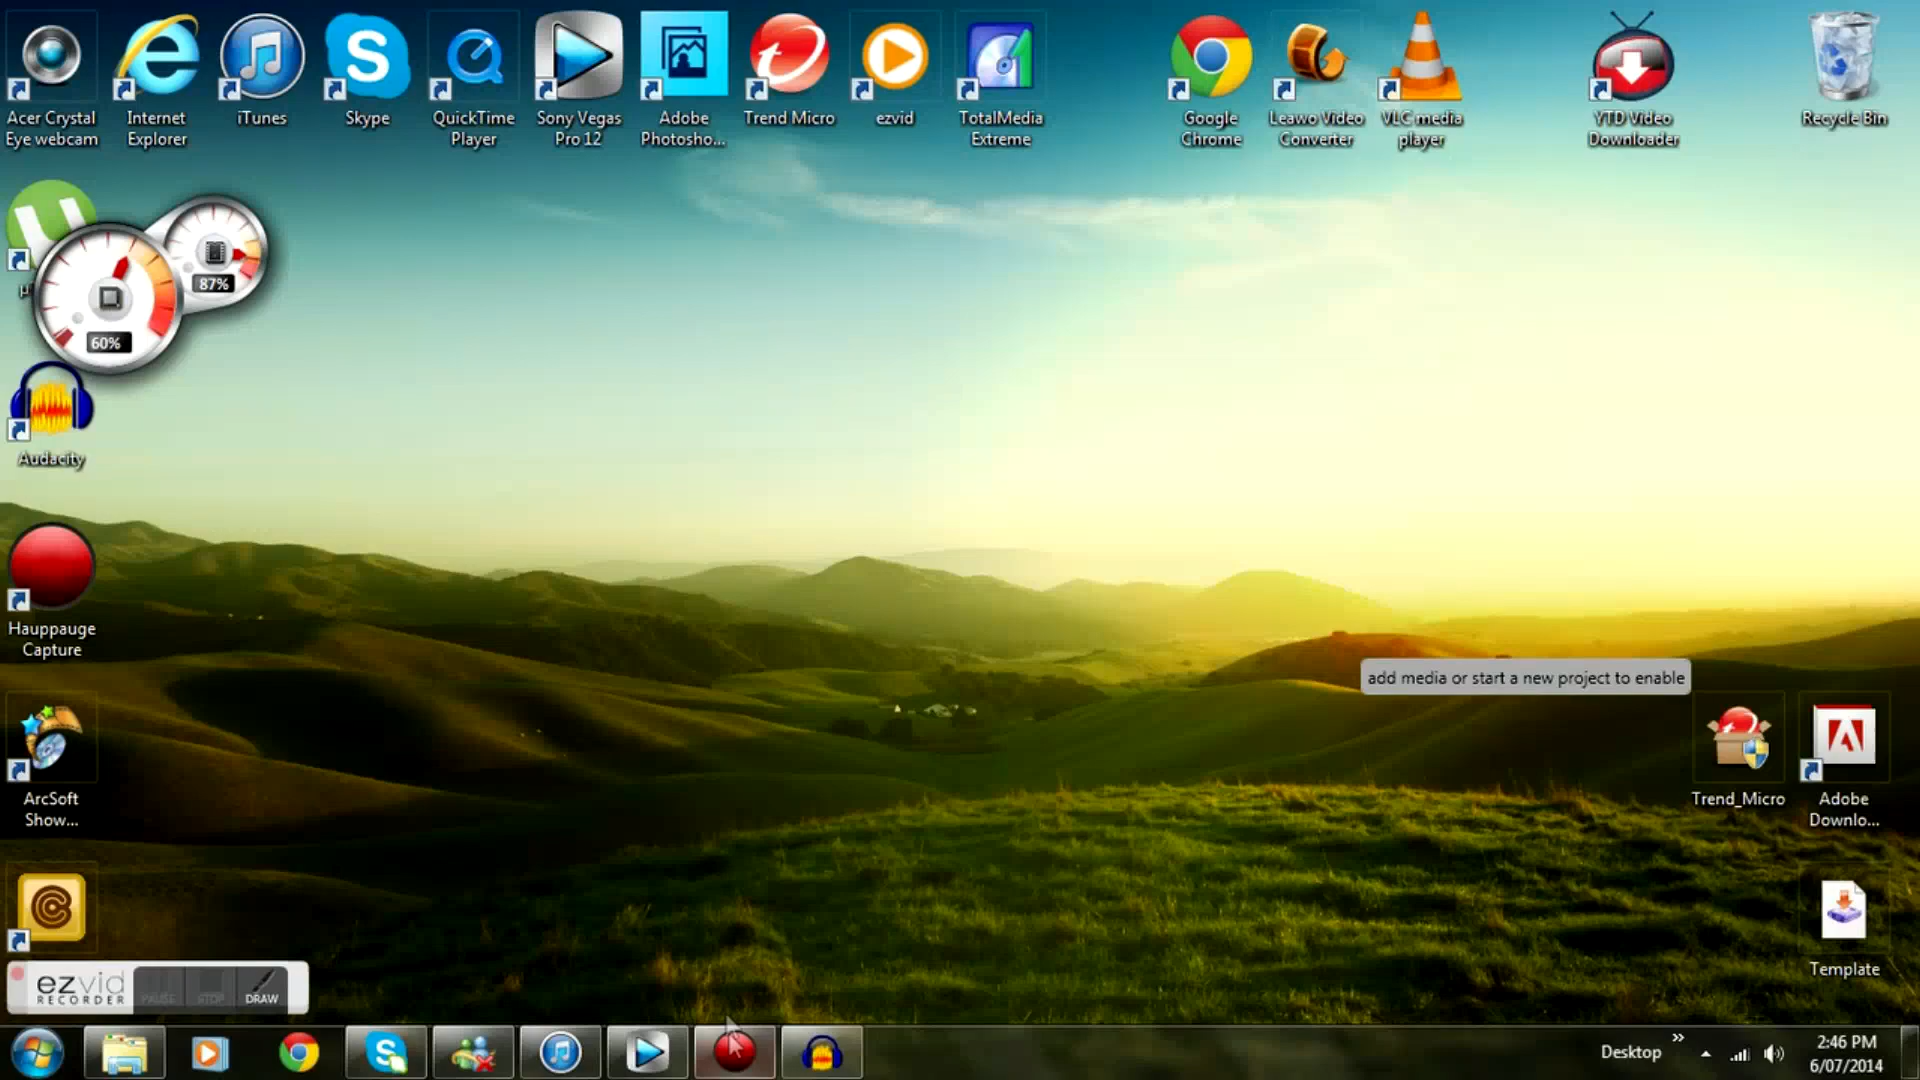 Acer Crystal
Eye webcam
Internet
Explorer
iTunes
Skype
QuickTime
Player
Sony Vegas
Pro 12
Adobe
Photosho...
Trend Micro
ezvid
TotalMedia
Extreme
Google
Chrome
Leawo Video
Converter
VLC media
player
YTD Video
Downloader
Recycle Bin
87%
60%
Audacity
Hauppauge
Capture
add media or start a new project to enable
ArcSoft
Show...
Trend_Micro
Adobe
Downlo...
Template
ezvid
RECORDER
PAUSE
STOP
DRAW
Desktop
2:46 PM
6/07/2014